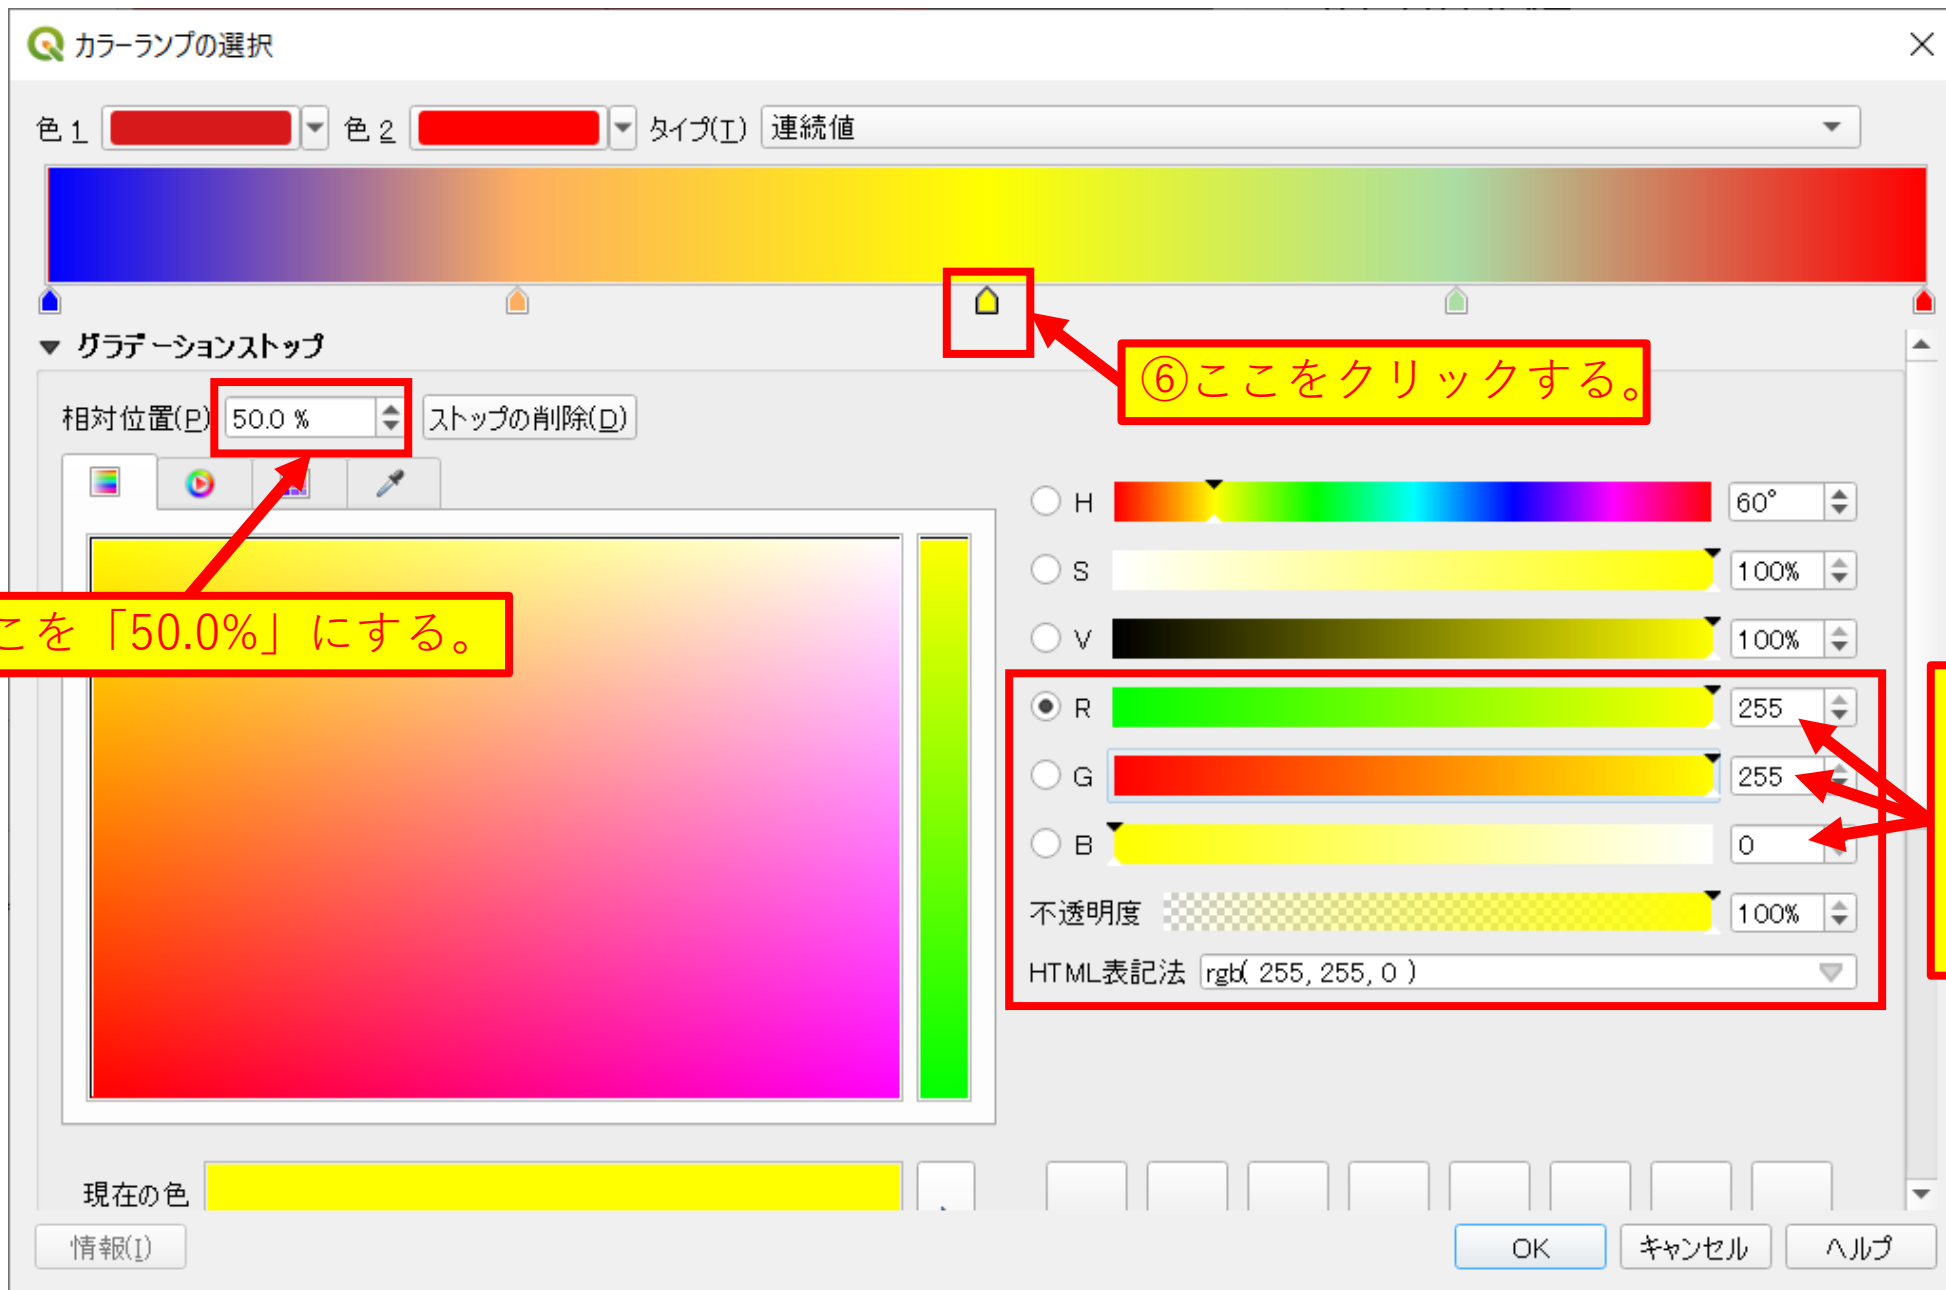 カラーランプの選択
色 1 色 2 タイプ(T) 連続値
グラデーションストップ
⑥ここをクリックする。
相対位置(P) 50.0 % ストップの削除(D)
H 60°
S 100%
こを「50.0%」にする。
V 100%
R 255
G 255
B 0
不透明度 100%
HTML表記法 rgb( 255, 255, 0 )
現在の色
情報(I) OK キャンセル ヘルプ